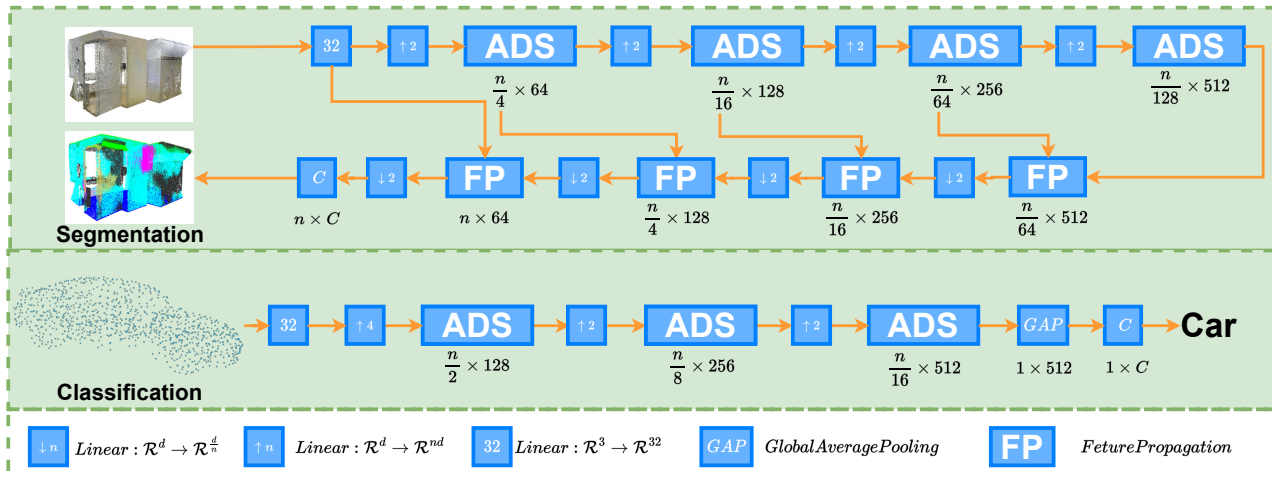 32 ↑ 2 ADS ↑ 2 ADS ↑ 2 ADS ↑ 2 ADS
n/4 × 64 n/16 × 128 n/64 × 256 n/128 × 512
C ↓ 2 FP ↓ 2 FP ↓ 2 FP ↓ 2 FP
n × C n × 64 n/4 × 128 n/16 × 256 n/64 × 512
Segmentation
32 ↑ 4 ADS ↑ 2 ADS ↑ 2 ADS GAP C Car
n/2 × 128 n/8 × 256 n/16 × 512 1 × 512 1 × C
Classification
↓ n Linear : R^d → R^{d/n} ↑ n Linear : R^d → R^{nd} 32 Linear : R^3 → R^{32} GAP GlobalAveragePooling FP FeturePropagation